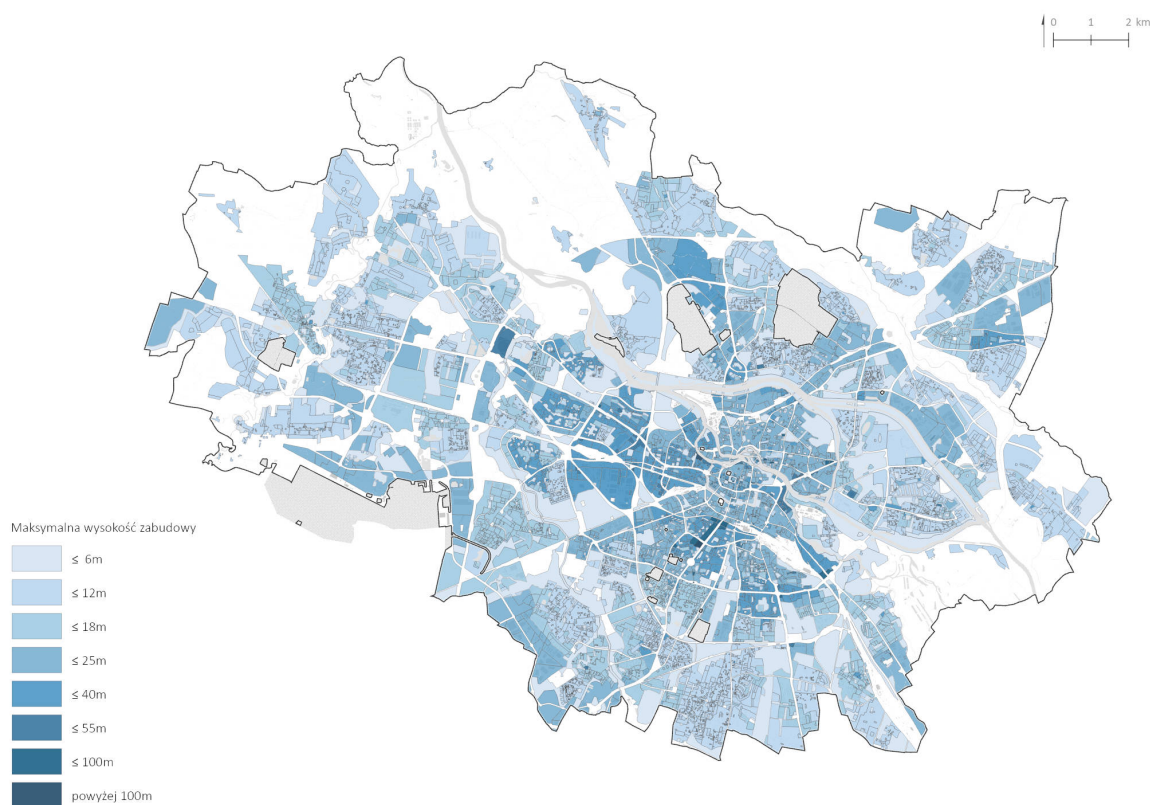 0 1 2 km
Maksymalna wysokość zabudowy
≤ 6m
≤ 12m
≤ 18m
≤ 25m
≤ 40m
≤ 55m
≤ 100m
powyżej 100m